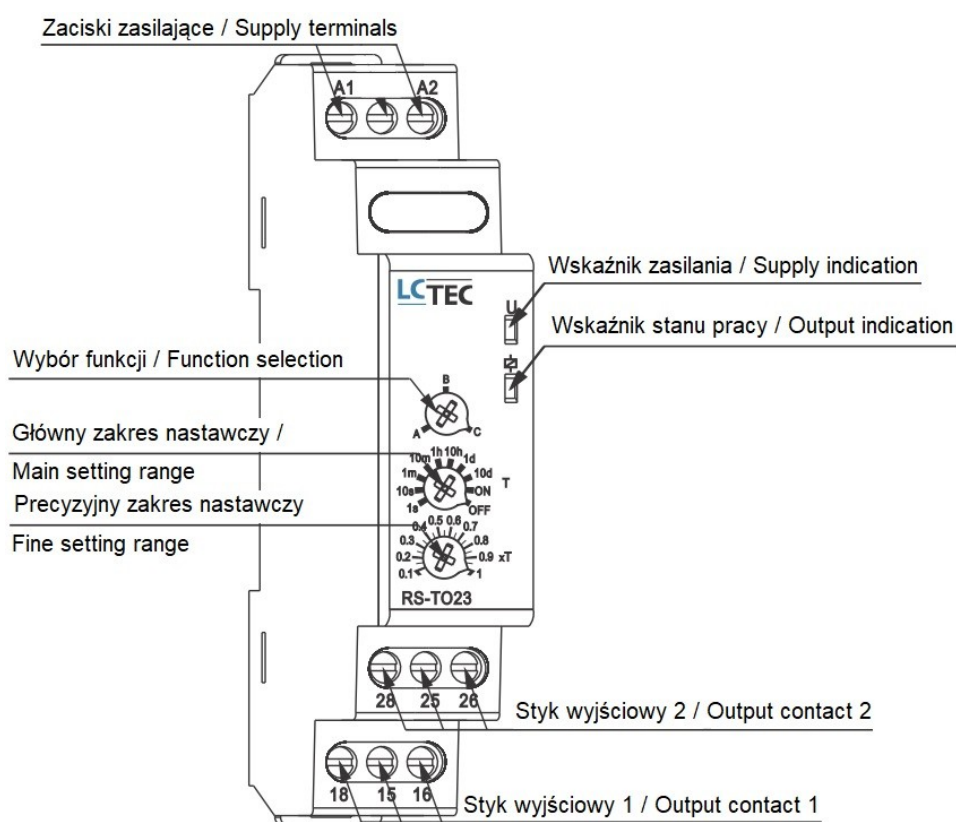 Zaciski zasilające / Supply terminals
A1 A2
Wskaźnik zasilania / Supply indication
LC TEC
U
Wskaźnik stanu pracy / Output indication
Wybór funkcji / Function selection
A B C
Główny zakres nastawczy /
Main setting range
1s 10s 1m 10m 1h 10h 1d 10d ON OFF
T
Precyzyjny zakres nastawczy
Fine setting range
0.1 0.2 0.3 0.4 0.5 0.6 0.7 0.8 0.9 1
xT
RS-TO23
28 25 26
Styk wyjściowy 2 / Output contact 2
18 15 16
Styk wyjściowy 1 / Output contact 1